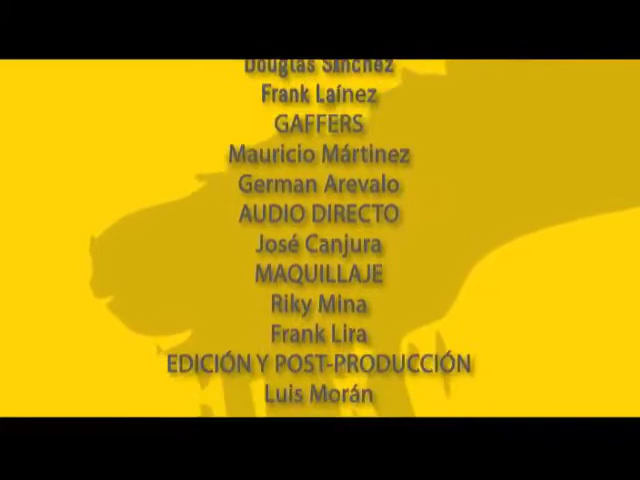 Douglas Sánchez
Frank Laínez
GAFFERS
Mauricio Mártinez
German Arevalo
AUDIO DIRECTO
José Canjura
MAQUILLAJE
Riky Mina
Frank Lira
EDICIÓN Y POST-PRODUCCIÓN
Luis Morán